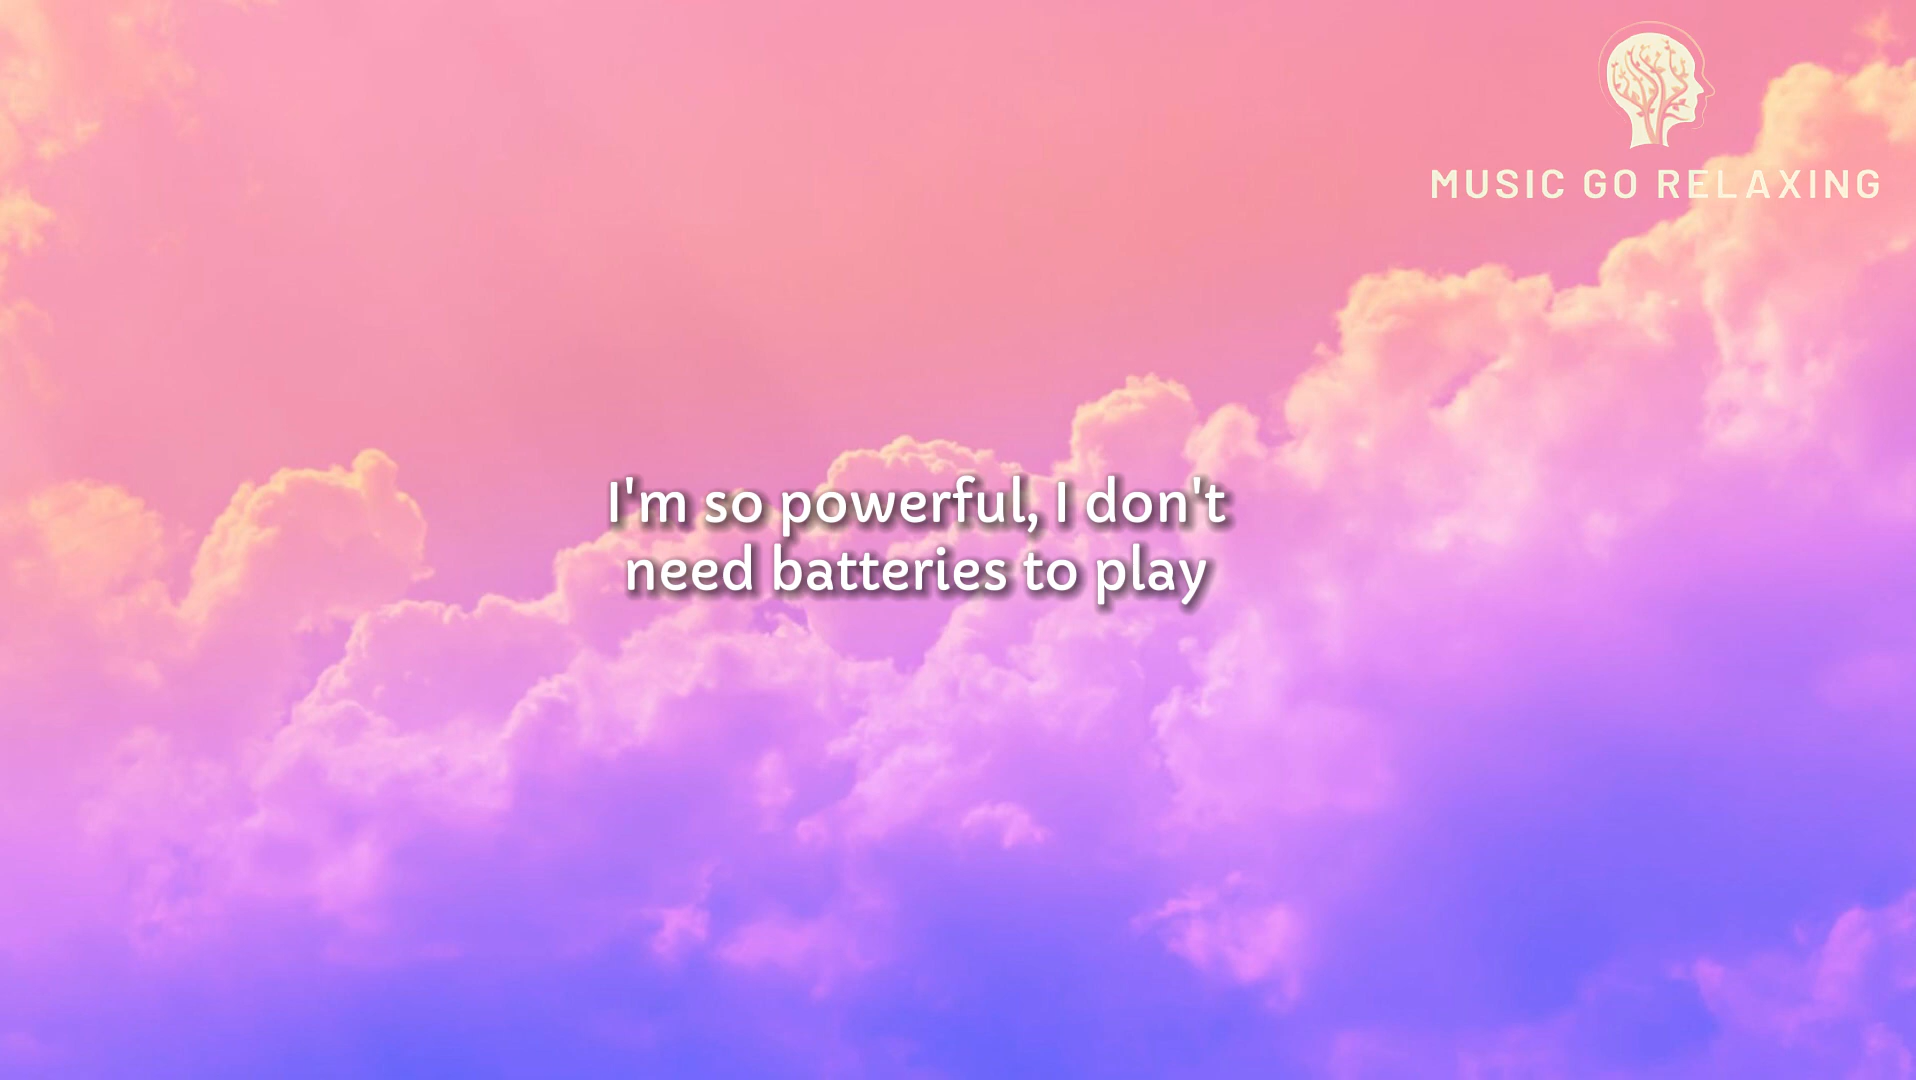 MUSIC GO RELAXING
I'm so powerful, I don't
need batteries to play